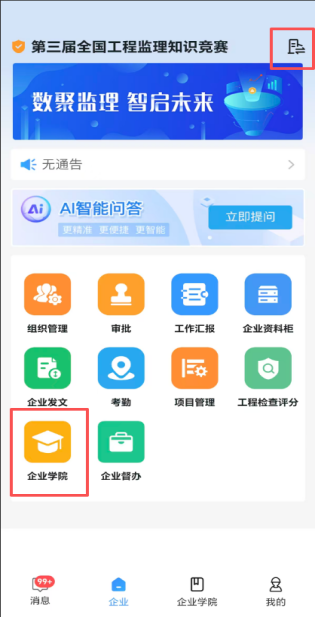 第三届全国工程监理知识竞赛
数聚监理 智启未来
无通告
Ai
AI智能问答
更精准 更便捷 更智能
立即提问
组织管理 审批 工作汇报 企业资料柜
企业发文 考勤 项目管理 工程检查评分
企业学院 企业督办
99+
消息 企业 企业学院 我的